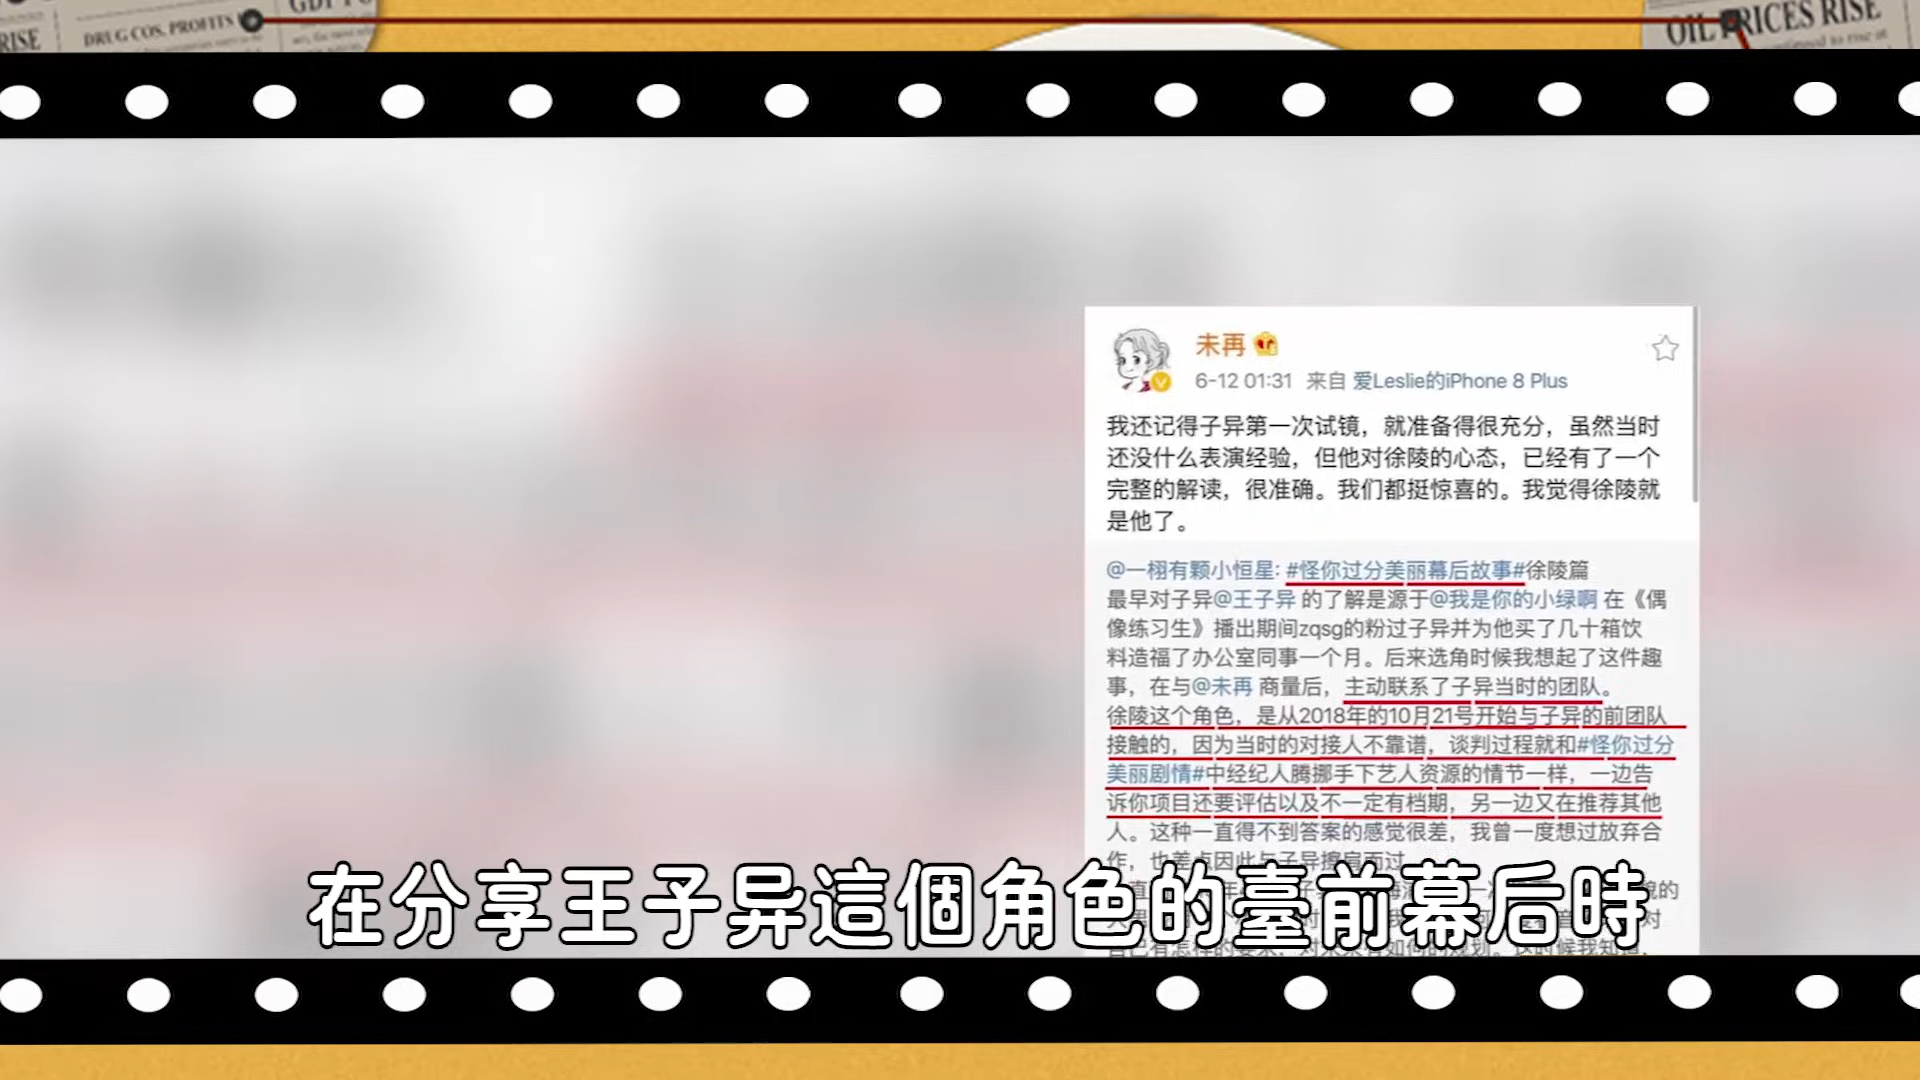 RISE
DRUG COS. PROFITS
OIL PRICES RISE
未再
6-12 01:31 来自 爱Leslie的iPhone 8 Plus
我还记得子异第一次试镜，就准备得很充分，虽然当时
还没什么表演经验，但他对徐陵的心态，已经有了一个
完整的解读，很准确。我们都挺惊喜的。我觉得徐陵就
是他了。
@一栩有颗小恒星: #怪你过分美丽幕后故事#徐陵篇
最早对子异@王子异 的了解是源于@我是你的小绿啊 在《偶
像练习生》播出期间zqsg的粉过子异并为他买了几十箱饮
料造福了办公室同事一个月。后来选角时候我想起了这件趣
事，在与@未再 商量后，主动联系了子异当时的团队。
徐陵这个角色，是从2018年的10月21号开始与子异的前团队
接触的，因为当时的对接人不靠谱，谈判过程就和#怪你过分
美丽剧情#中经纪人腾挪手下艺人资源的情节一样，一边告
诉你项目还要评估以及不一定有档期，另一边又在推荐其他
人。这种一直得不到答案的感觉很差，我曾一度想过放弃合
作，也差点因此与子异擦肩而过
在分享王子异這個角色的臺前幕后時